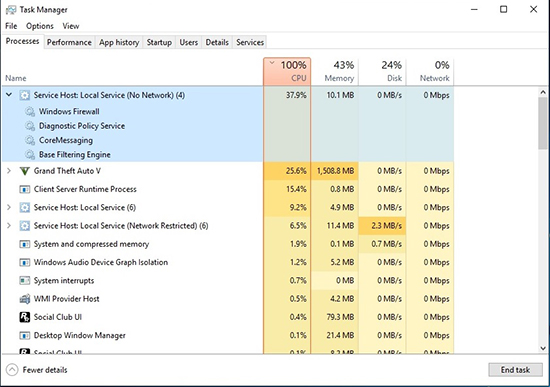 Task Manager
File Options View
Processes Performance App history Startup Users Details Services
100% 43% 24% 0%
Name CPU Memory Disk Network
Service Host: Local Service (No Network) (4) 37.9% 10.1 MB 0 MB/s 0 Mbps
Windows Firewall
Diagnostic Policy Service
CoreMessaging
Base Filtering Engine
Grand Theft Auto V 25.6% 1,508.8 MB 0 MB/s 0 Mbps
Client Server Runtime Process 15.4% 0.8 MB 0 MB/s 0 Mbps
Service Host: Local Service (6) 9.2% 4.9 MB 0 MB/s 0 Mbps
Service Host: Local Service (Network Restricted) (6) 6.5% 11.4 MB 2.3 MB/s 0 Mbps
System and compressed memory 1.9% 0.1 MB 0.7 MB/s 0 Mbps
Windows Audio Device Graph Isolation 1.2% 5.2 MB 0 MB/s 0 Mbps
System interrupts 0.7% 0 MB 0 MB/s 0 Mbps
WMI Provider Host 0.5% 4.2 MB 0 MB/s 0 Mbps
Social Club UI 0.4% 79.3 MB 0 MB/s 0 Mbps
Desktop Window Manager 0.1% 21.4 MB 0 MB/s 0 Mbps
Social Club UI 0.1% 8.2 MB 0 MB/s 0 Mbps
Fewer details End task